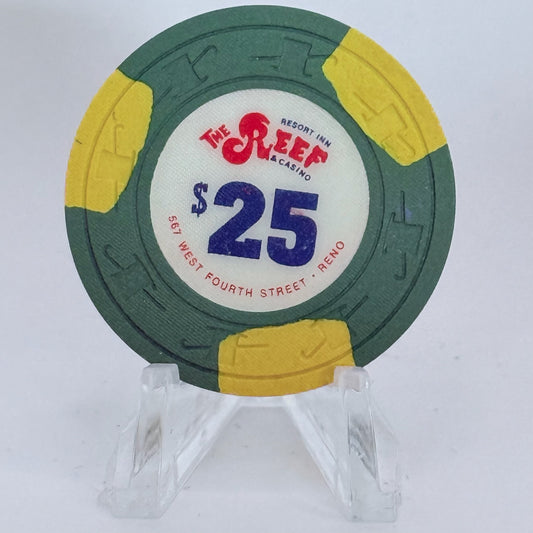 RESORT INN
THE REEF
& CASINO
$25
567 WEST FOURTH STREET · RENO